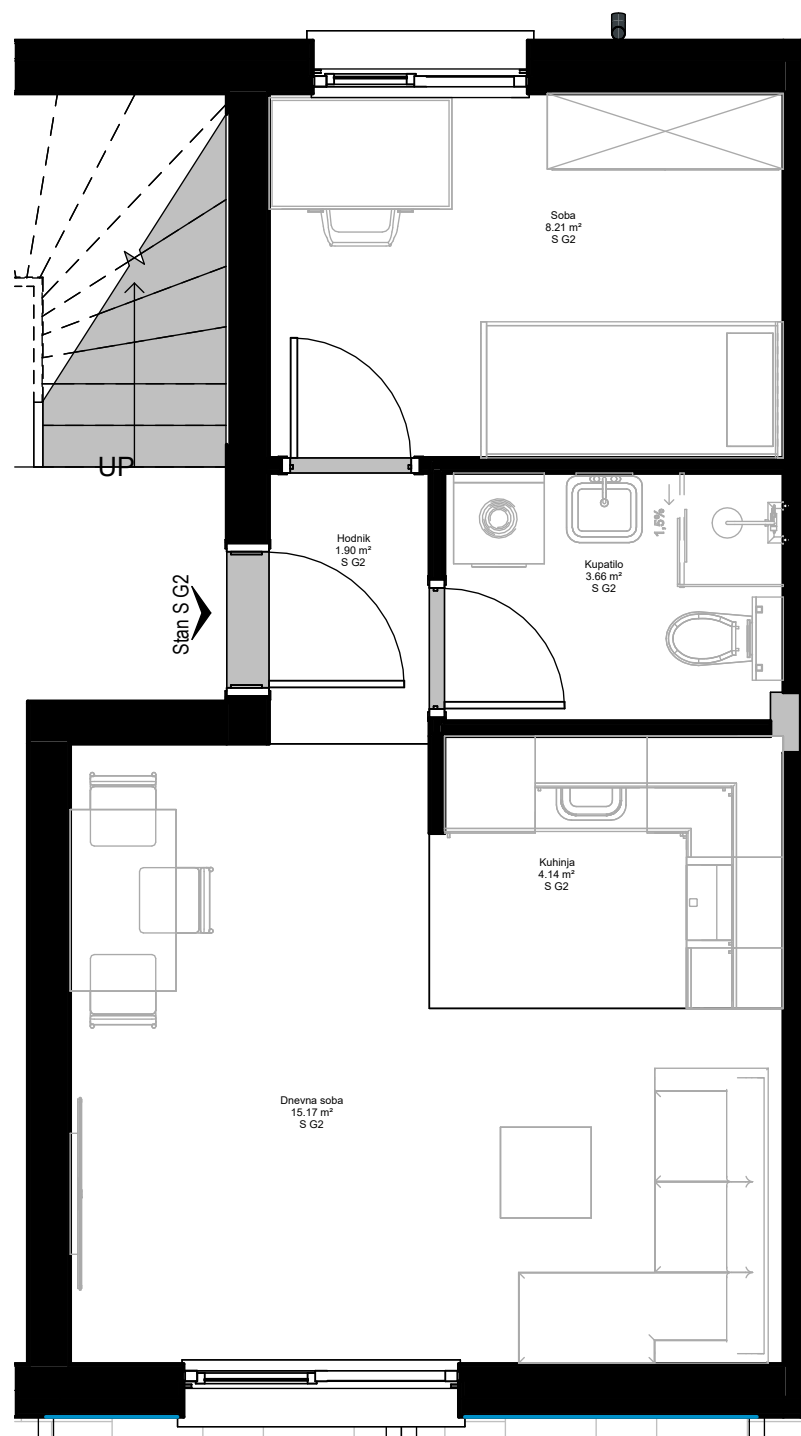 Soba
8.21 m²
S G2
UP
Stan S G2
Hodnik
1.90 m²
S G2
1,5%
Kupatilo
3.66 m²
S G2
Kuhinja
4.14 m²
S G2
Dnevna soba
15.17 m²
S G2